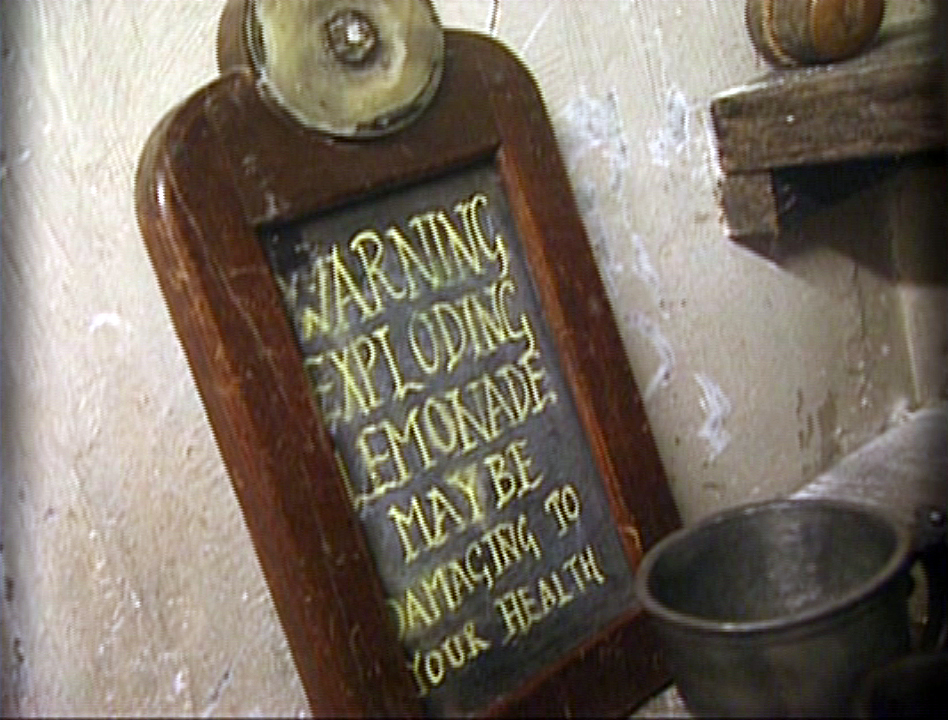 WARNING
EXPLODING
LEMONADE
MAY BE
DAMAGING TO
YOUR HEALTH